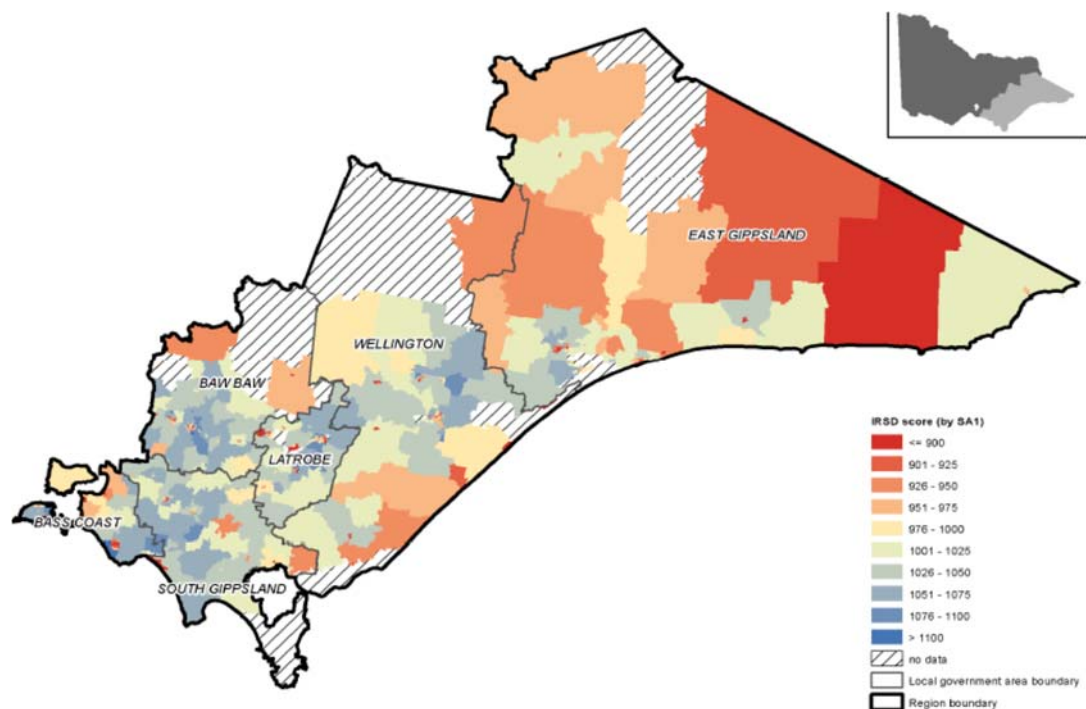 EAST GIPPSLAND
WELLINGTON
BAW BAW
LATROBE
BASS COAST
SOUTH GIPPSLAND
IRSD score (by SA1)
<= 900
901 - 925
926 - 950
951 - 975
976 - 1000
1001 - 1025
1026 - 1050
1051 - 1075
1076 - 1100
> 1100
no data
Local government area boundary
Region boundary